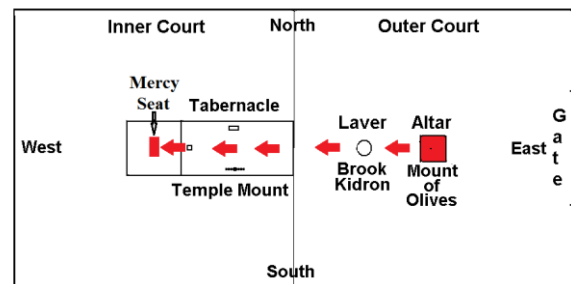 Inner Court
North
Outer Court
Mercy
Seat
Tabernacle
Laver
Altar
Gate
West
East
Brook
Kidron
Mount
of
Olives
Temple Mount
South